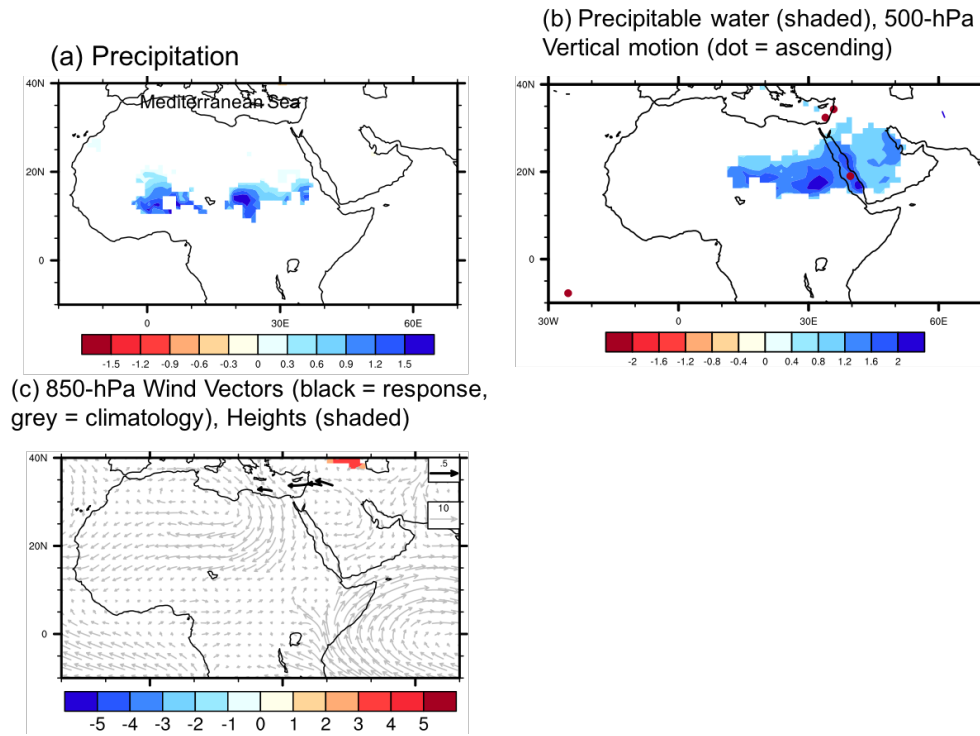 (a) Precipitation
Mediterranean Sea
40N
20N
0
0
30E
60E
-1.5 -1.2 -0.9 -0.6 -0.3 0 0.3 0.6 0.9 1.2 1.5
(b) Precipitable water (shaded), 500-hPa
Vertical motion (dot = ascending)
40N
20N
0
30W
0
30E
60E
-2 -1.6 -1.2 -0.8 -0.4 0 0.4 0.8 1.2 1.6 2
(c) 850-hPa Wind Vectors (black = response,
grey = climatology), Heights (shaded)
40N
20N
0
.5
10
-5 -4 -3 -2 -1 0 1 2 3 4 5